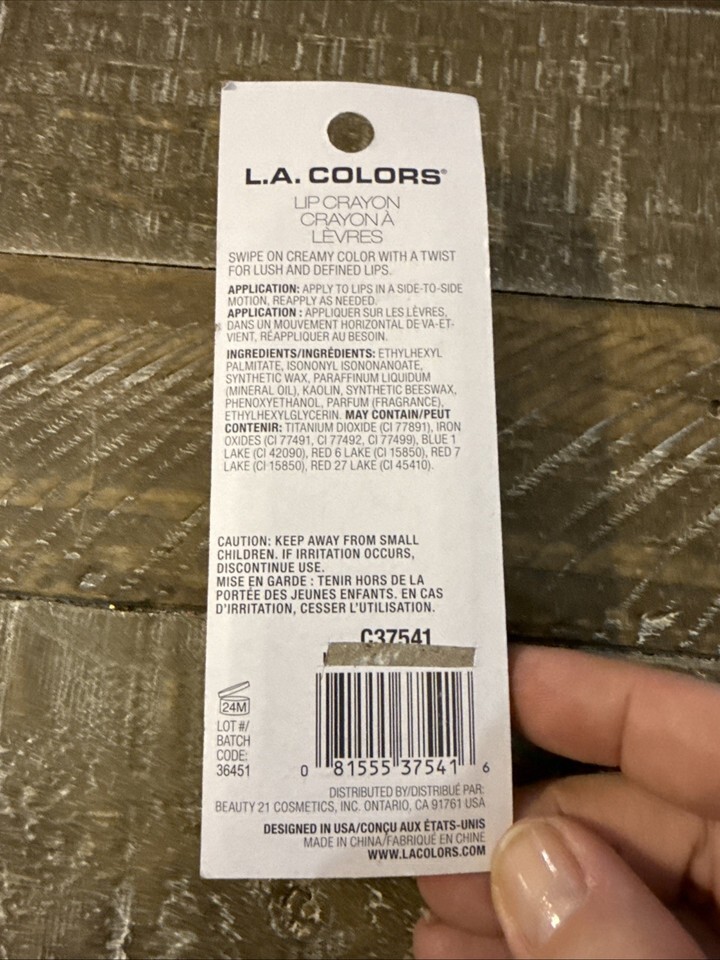 L.A. COLORS®
LIP CRAYON
CRAYON À
LÈVRES
SWIPE ON CREAMY COLOR WITH A TWIST
FOR LUSH AND DEFINED LIPS.
APPLICATION: APPLY TO LIPS IN A SIDE-TO-SIDE
MOTION, REAPPLY AS NEEDED.
APPLICATION : APPLIQUER SUR LES LÈVRES,
DANS UN MOUVEMENT HORIZONTAL DE VA-ET-
VIENT, RÉAPPLIQUER AU BESOIN.
INGREDIENTS/INGRÉDIENTS: ETHYLHEXYL
PALMITATE, ISONONYL ISONONANOATE,
SYNTHETIC WAX, PARAFFINUM LIQUIDUM
(MINERAL OIL), KAOLIN, SYNTHETIC BEESWAX,
PHENOXYETHANOL, PARFUM (FRAGRANCE),
ETHYLHEXYLGLYCERIN. MAY CONTAIN/PEUT
CONTENIR: TITANIUM DIOXIDE (CI 77891), IRON
OXIDES (CI 77491, CI 77492, CI 77499), BLUE 1
LAKE (CI 42090), RED 6 LAKE (CI 15850), RED 7
LAKE (CI 15850), RED 27 LAKE (CI 45410).
CAUTION: KEEP AWAY FROM SMALL
CHILDREN. IF IRRITATION OCCURS,
DISCONTINUE USE.
MISE EN GARDE : TENIR HORS DE LA
PORTÉE DES JEUNES ENFANTS. EN CAS
D'IRRITATION, CESSER L'UTILISATION.
C37541
24M
LOT #/
BATCH
CODE:
36451
0 81555 37541 6
DISTRIBUTED BY/DISTRIBUÉ PAR:
BEAUTY 21 COSMETICS, INC. ONTARIO, CA 91761 USA
DESIGNED IN USA/CONÇU AUX ÉTATS-UNIS
MADE IN CHINA/FABRIQUÉ EN CHINE
WWW.LACOLORS.COM